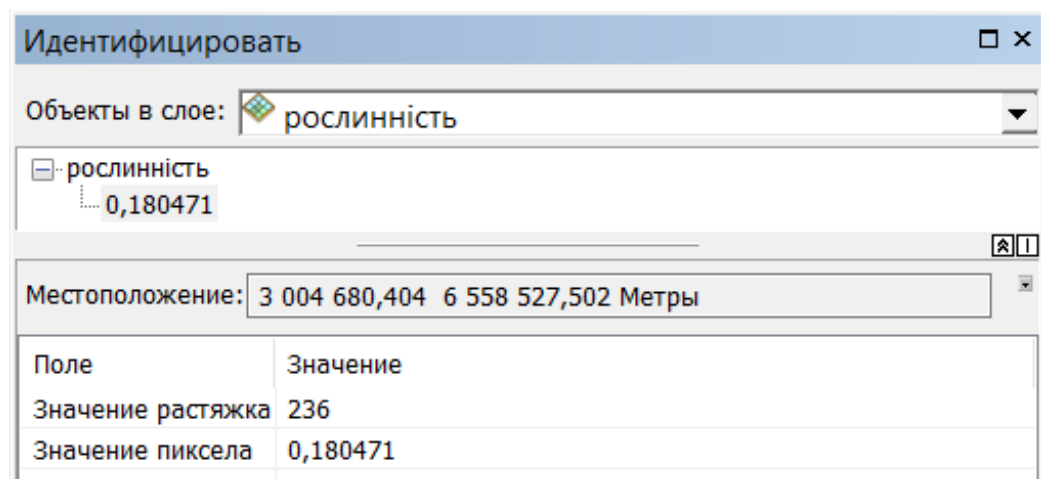 Идентифицировать
Объекты в слое: рослинність
рослинність
0,180471
Местоположение: 3 004 680,404 6 558 527,502 Метры
Поле Значение
Значение растяжка 236
Значение пиксела 0,180471